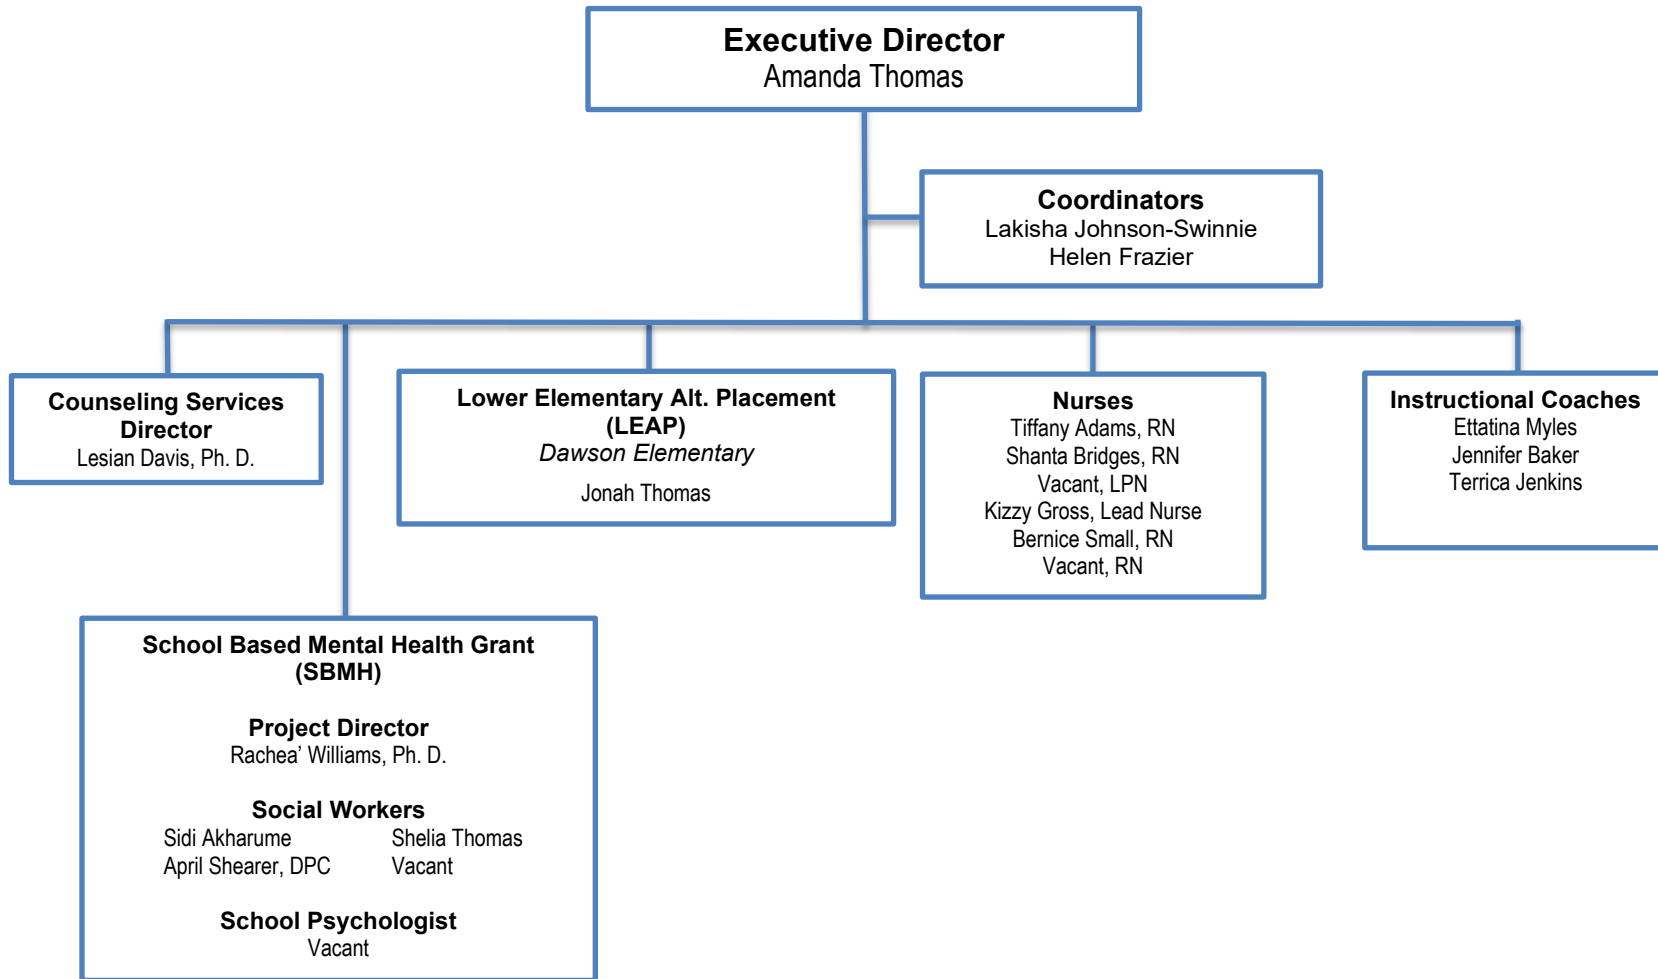 Executive Director
Amanda Thomas
Coordinators
Lakisha Johnson-Swinnie
Helen Frazier
Counseling Services
Director
Lesian Davis, Ph. D.
Lower Elementary Alt. Placement
(LEAP)
Dawson Elementary
Jonah Thomas
Nurses
Tiffany Adams, RN
Shanta Bridges, RN
Vacant, LPN
Kizzy Gross, Lead Nurse
Bernice Small, RN
Vacant, RN
Instructional Coaches
Ettatina Myles
Jennifer Baker
Terrica Jenkins
School Based Mental Health Grant
(SBMH)
Project Director
Rachea’ Williams, Ph. D.
Social Workers
Sidi Akharume Shelia Thomas
April Shearer, DPC Vacant
School Psychologist
Vacant